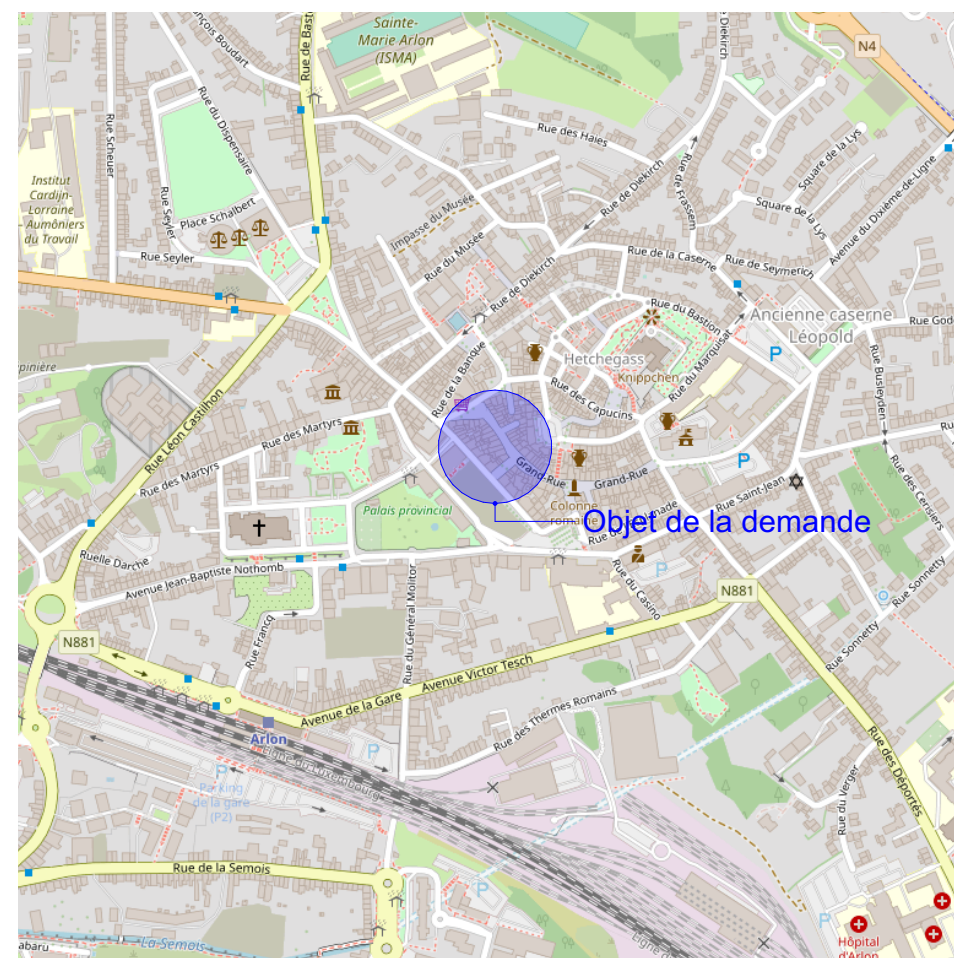 Sainte-
Marie Arlon
(ISMA)
N4
Rue de Diekirch
Rue du Dispensaire
Rue Scheuer
Rue des Haies
Rue de Frassem
Square de la Lys
Institut
Cardijn-
Lorraine
- Aumôniers
du Travail
Rue Seyler
Place Schalbert
Impasse du Musée
Rue de Diekirch
Square de la Lys
Avenue du Dixième-de-Ligne
Rue Seyler
Rue du Musée
Rue de la Caserne
Rue de Seymerich
Rue de Diekirch
Rue du Bastion
Ancienne caserne
Léopold
Hetchegass
Knippchen
Rue du Marquisat
Rue de la Banque
Rue des Capucins
Rue Busleyden
Rue Léon Castilhon
Rue des Martyrs
Rue des Martyrs
Grand-Rue
Grand-Rue
Rue Saint-Jean
Rue des Cerisiers
Palais provincial
Colonne
romaine
Objet de la demande
Ruelle Darche
Avenue Jean-Baptiste Nothomb
Rue du Casino
Rue du Général Molitor
Rue Sonnetty
Rue Sonnetty
N881
N881
Rue Francq
Avenue de la Gare
Avenue Victor Tesch
Rue des Thermes Romains
Arlon
Ligne du Luxembourg
P
P
P
P
P
P
P
P
Parking
de la gare
(P2)
Rue du Verger
Rue des Déportés
Rue de la Semois
La Semois
Hôpital
d'Arlon